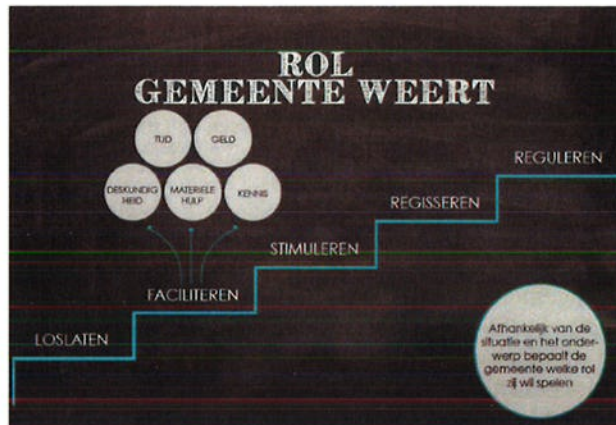 ROL
GEMEENTE WEERT
TIJD
GELD
DESKUNDIG
HEID
MATERIELE
HULP
KENNIS
REGULEREN
REGISSEREN
STIMULEREN
FACILITEREN
LOSLATEN
Afhankelijk van de
situatie en het onder-
werp bepaalt de
gemeente welke rol
zij wil spelen